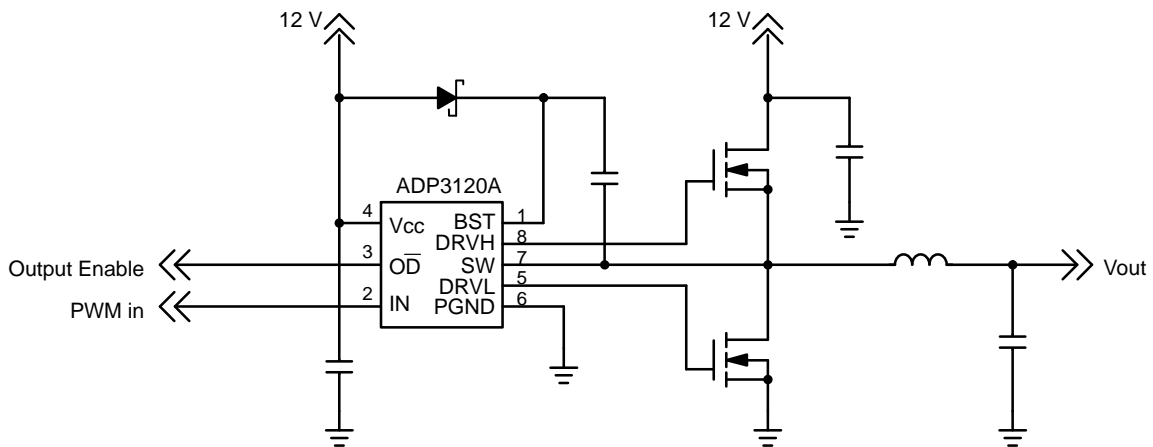 12 V
12 V
ADP3120A
4
Vcc
BST
1
DRVH
8
Output Enable
3
OD̅
SW
7
DRVL
5
PWM in
2
IN
PGND
6
Vout